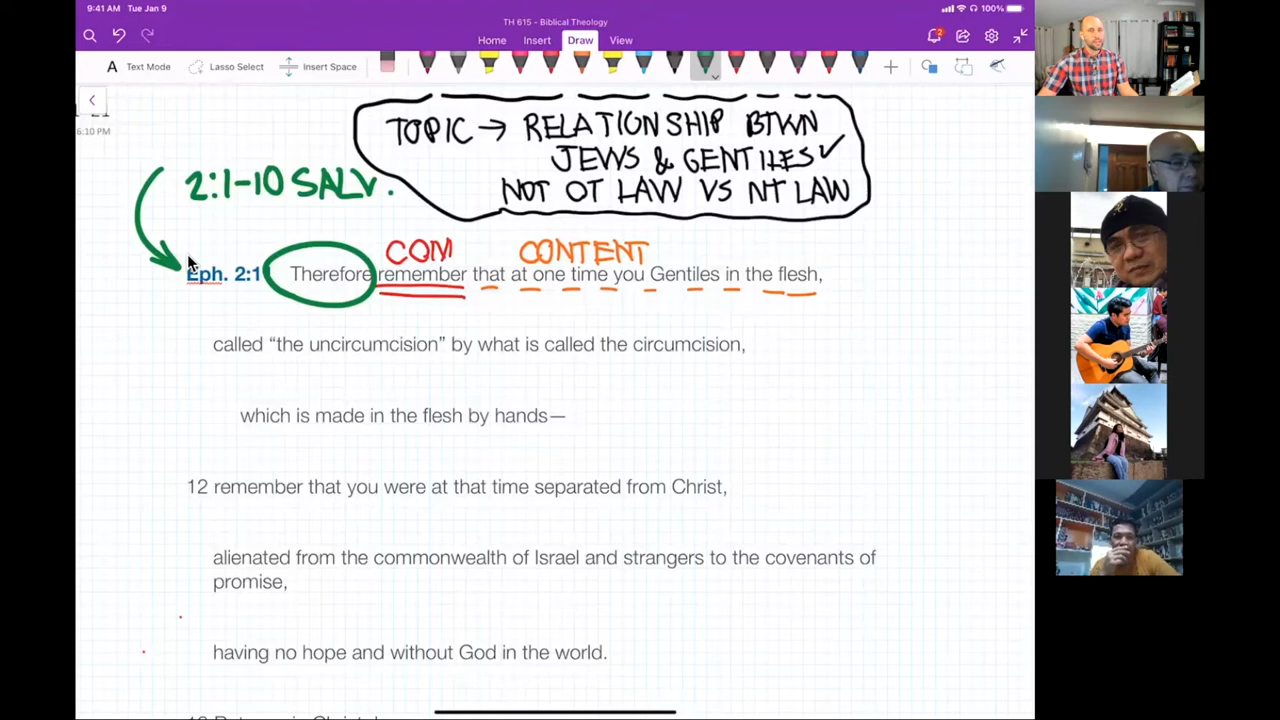 9:41 AM Tue Jan 9
100%
TH 615 - Biblical Theology
Home Insert Draw View
2
A Text Mode Lasso Select Insert Space
6:10 PM
TOPIC → RELATIONSHIP BTWN
JEWS & GENTILES ✓
NOT OT LAW VS NT LAW
2:1-10 SALV.
COM CONTENT
Eph. 2:1 Therefore remember that at one time you Gentiles in the flesh,
called “the uncircumcision” by what is called the circumcision,
which is made in the flesh by hands—
12 remember that you were at that time separated from Christ,
alienated from the commonwealth of Israel and strangers to the covenants of
promise,
having no hope and without God in the world.